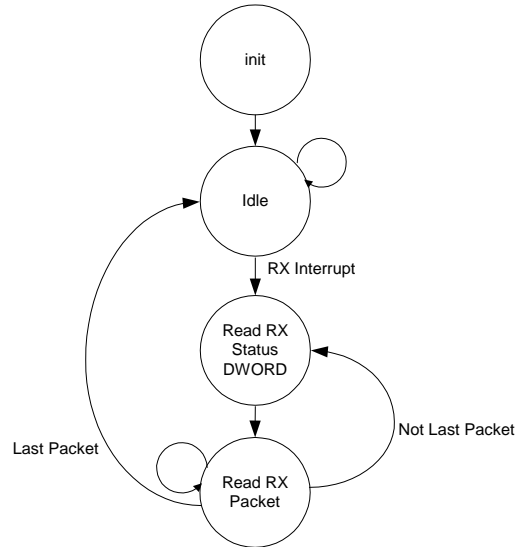 init
Idle
RX Interrupt
Read RX
Status
DWORD
Not Last Packet
Last Packet
Read RX
Packet